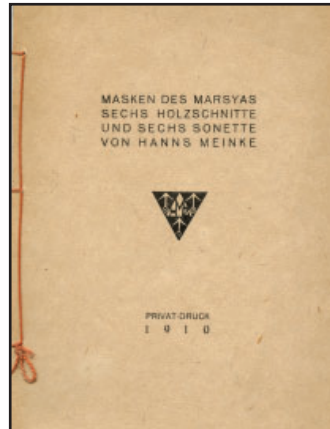 MASKEN DES MARSYAS
SECHS HOLZSCHNITTE
UND SECHS SONETTE
VON HANNS MEINKE
PRIVAT-DRUCK
1910